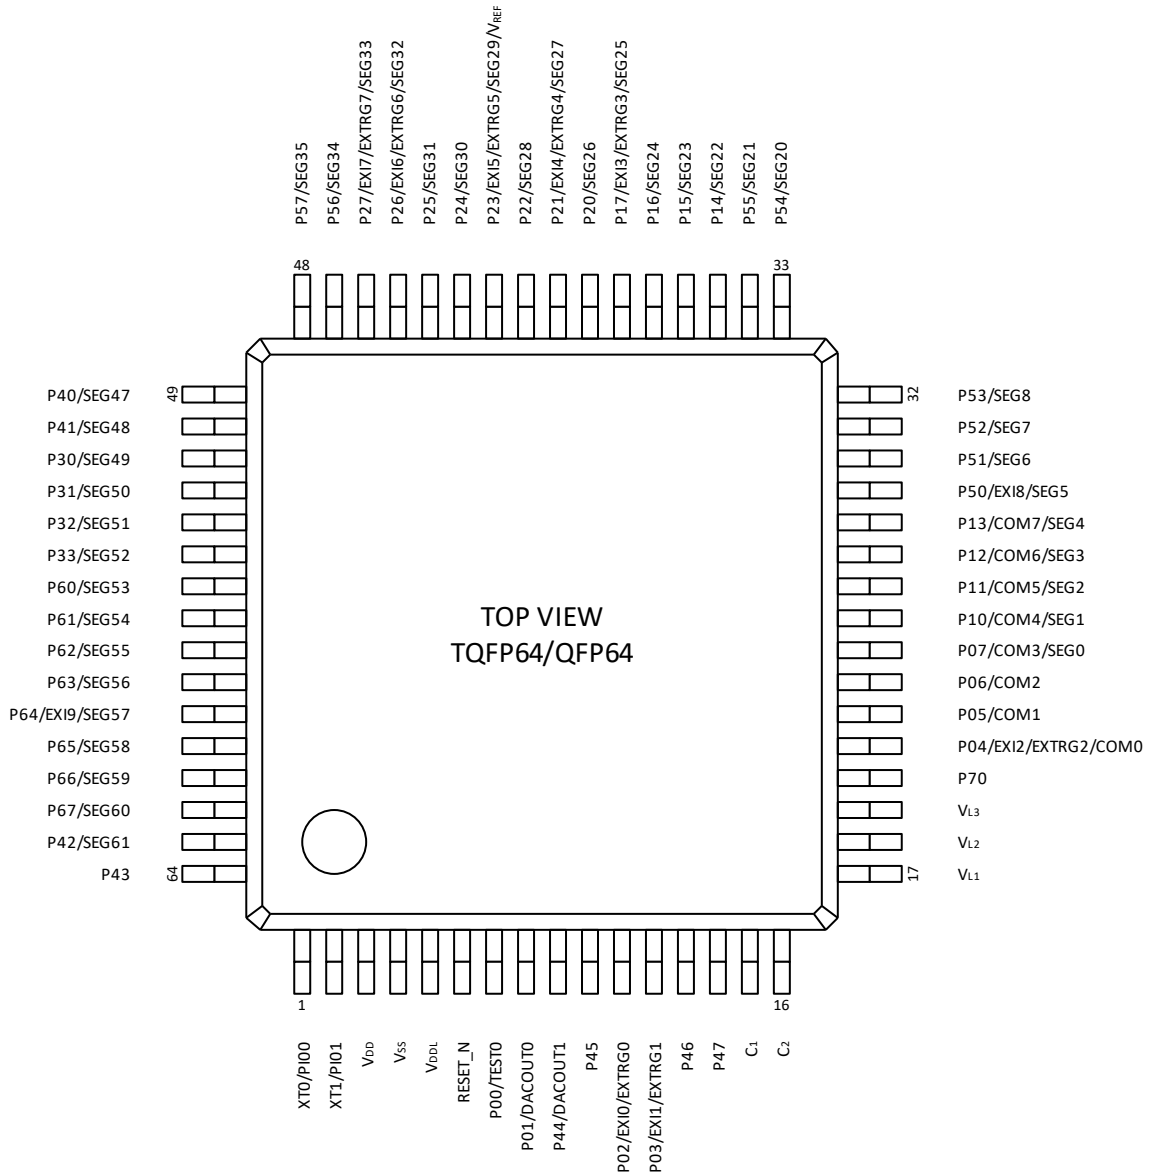 P57/SEG35
P56/SEG34
P27/EXI7/EXTRG7/SEG33
P26/EXI6/EXTRG6/SEG32
P25/SEG31
P24/SEG30
P23/EXI5/EXTRG5/SEG29/VREF
P22/SEG28
P21/EXI4/EXTRG4/SEG27
P20/SEG26
P17/EXI3/EXTRG3/SEG25
P16/SEG24
P15/SEG23
P14/SEG22
P55/SEG21
P54/SEG20
48
33
P40/SEG47
49
P41/SEG48
P30/SEG49
P31/SEG50
P32/SEG51
P33/SEG52
P60/SEG53
P61/SEG54
P62/SEG55
P63/SEG56
P64/EXI9/SEG57
P65/SEG58
P66/SEG59
P67/SEG60
P42/SEG61
P43
64
TOP VIEW
TQFP64/QFP64
32
P53/SEG8
P52/SEG7
P51/SEG6
P50/EXI8/SEG5
P13/COM7/SEG4
P12/COM6/SEG3
P11/COM5/SEG2
P10/COM4/SEG1
P07/COM3/SEG0
P06/COM2
P05/COM1
P04/EXI2/EXTRG2/COM0
P70
VL3
VL2
17
VL1
1
16
XT0/PI00
XT1/PI01
VDD
VSS
VDDL
RESET_N
P00/TEST0
P01/DACOUT0
P44/DACOUT1
P45
P02/EXI0/EXTRG0
P03/EXI1/EXTRG1
P46
P47
C1
C2